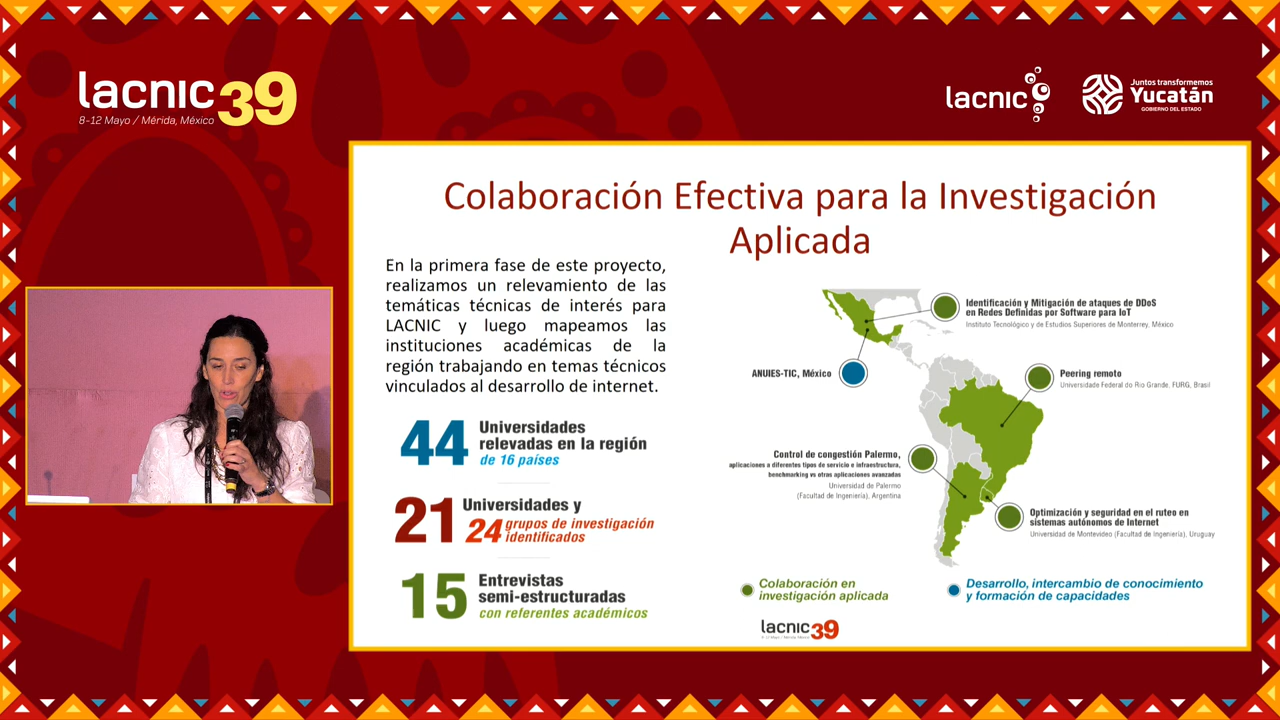 lacnic39
8-12 Mayo / Mérida, México
lacnic
Juntos transformemos
Yucatán
GOBIERNO DEL ESTADO
Colaboración Efectiva para la Investigación
Aplicada
En la primera fase de este proyecto,
realizamos un relevamiento de las
temáticas técnicas de interés para
LACNIC y luego mapeamos las
instituciones académicas de la
región trabajando en temas técnicos
vinculados al desarrollo de internet.
44 Universidades
relevadas en la región
de 16 países
21 Universidades y
24 grupos de investigación
identificados
15 Entrevistas
semi-estructuradas
con referentes académicos
Identificación y Mitigación de ataques de DDoS
en Redes Definidas por Software para IoT
Instituto Tecnológico y de Estudios Superiores de Monterrey, México
ANUIES-TIC, México
Peering remoto
Universidade Federal do Rio Grande, FURG, Brasil
Control de congestión Palermo,
aplicaciones a diferentes tipos de servicio e infraestructura,
benchmarking vs otras aplicaciones avanzadas
Universidad de Palermo
(Facultad de Ingeniería), Argentina
Optimización y seguridad en el ruteo en
sistemas autónomos de Internet
Universidad de Montevideo (Facultad de Ingeniería), Uruguay
Colaboración en
investigación aplicada
Desarrollo, intercambio de conocimiento
y formación de capacidades
lacnic39
8-12 Mayo / Mérida, México